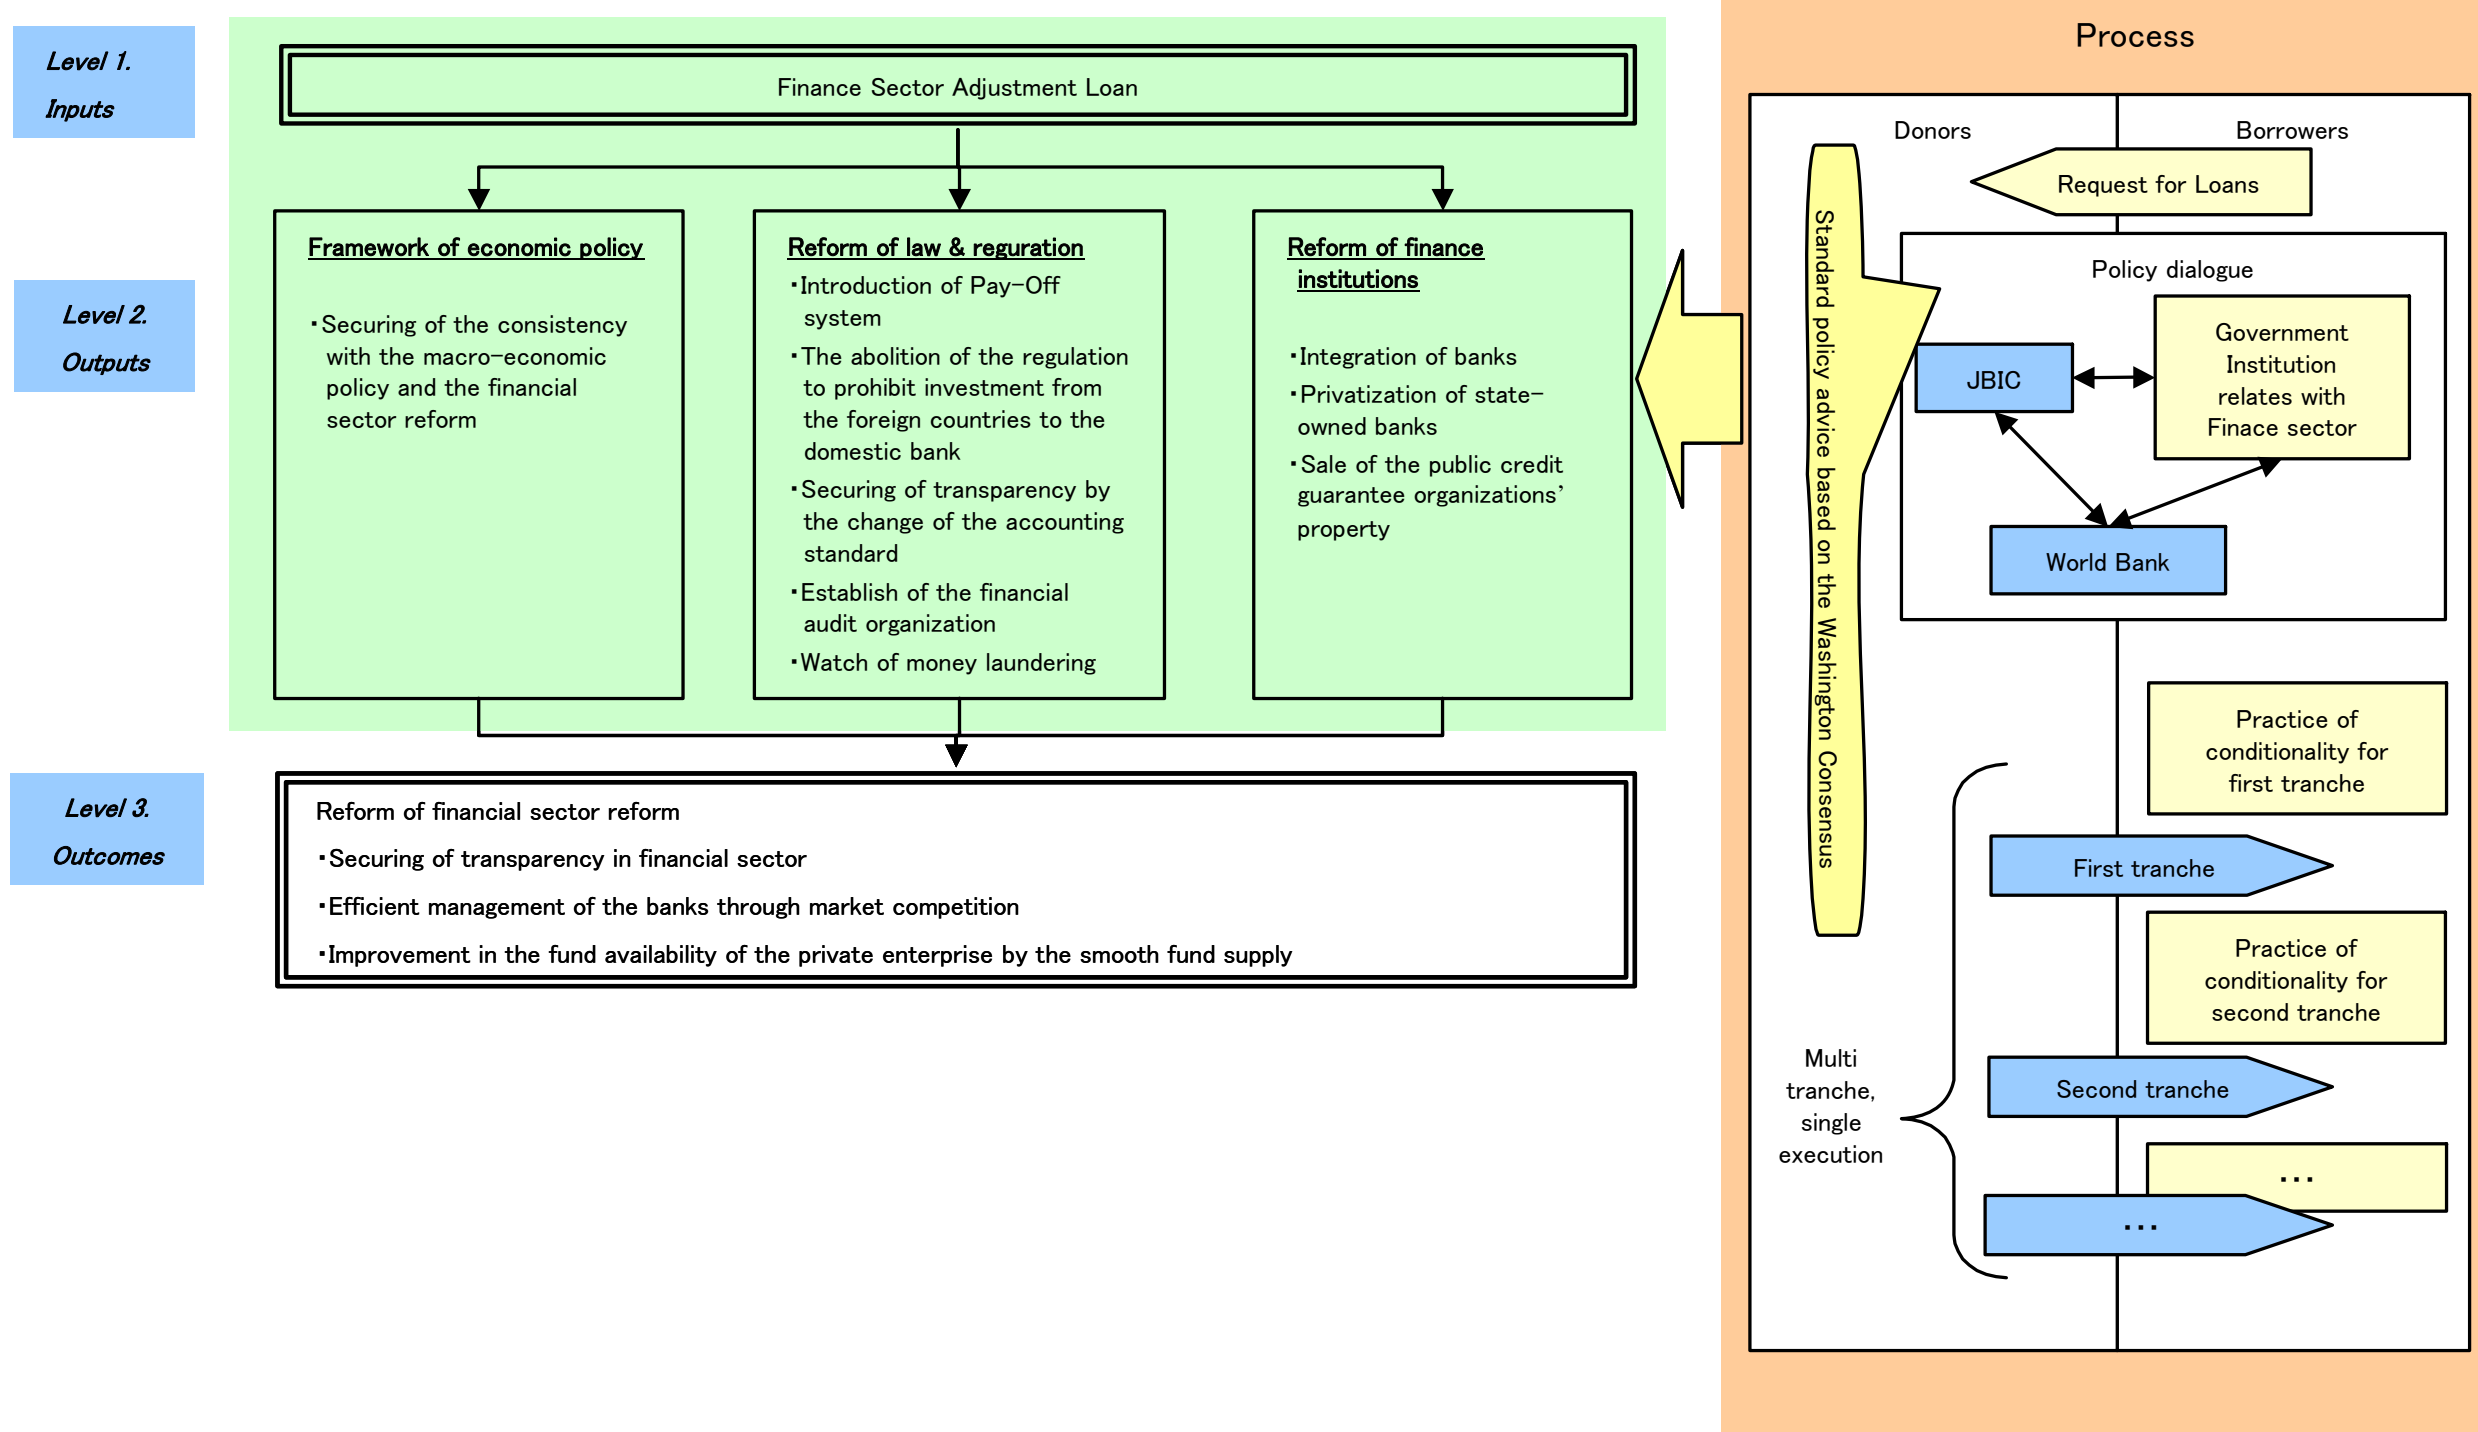 Level 1.
Inputs
Finance Sector Adjustment Loan
Level 2.
Outputs
Framework of economic policy
・Securing of the consistency
with the macro-economic
policy and the financial
sector reform
Reform of law & reguration
・Introduction of Pay-Off
system
・The abolition of the regulation
to prohibit investment from
the foreign countries to the
domestic bank
・Securing of transparency by
the change of the accounting
standard
・Establish of the financial
audit organization
・Watch of money laundering
Reform of finance
institutions
・Integration of banks
・Privatization of state-
owned banks
・Sale of the public credit
guarantee organizations’
property
Level 3.
Outcomes
Reform of financial sector reform
・Securing of transparency in financial sector
・Efficient management of the banks through market competition
・Improvement in the fund availability of the private enterprise by the smooth fund supply
Process
Donors
Borrowers
Request for Loans
Standard policy advice based on the Washington Consensus
Policy dialogue
JBIC
Government
Institution
relates with
Finace sector
World Bank
Practice of
conditionality for
first tranche
First tranche
Practice of
conditionality for
second tranche
Multi
tranche,
single
execution
Second tranche
・・・
・・・